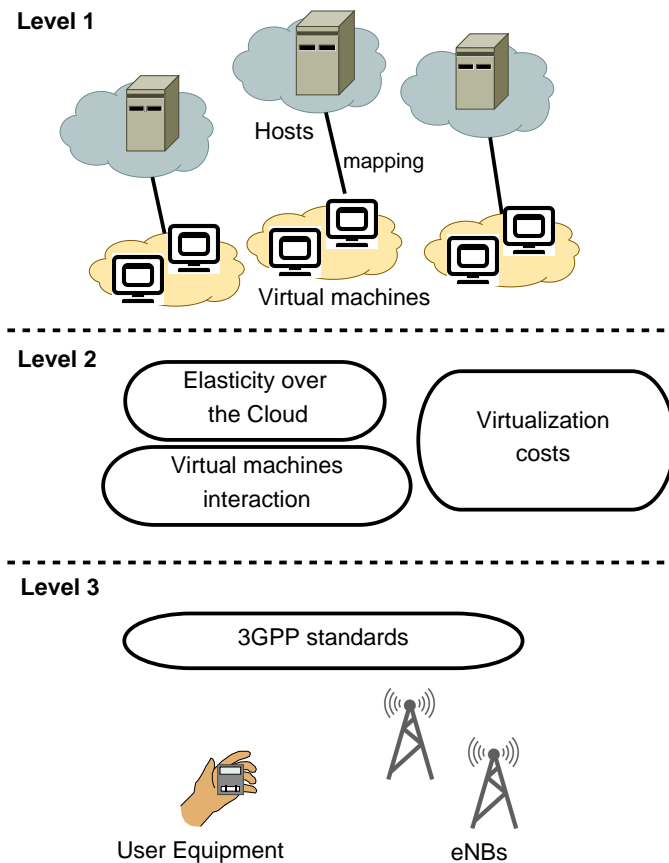 Level 1
Hosts
mapping
Virtual machines
Level 2
Elasticity over
the Cloud
Virtual machines
interaction
Virtualization
costs
Level 3
3GPP standards
User Equipment
eNBs